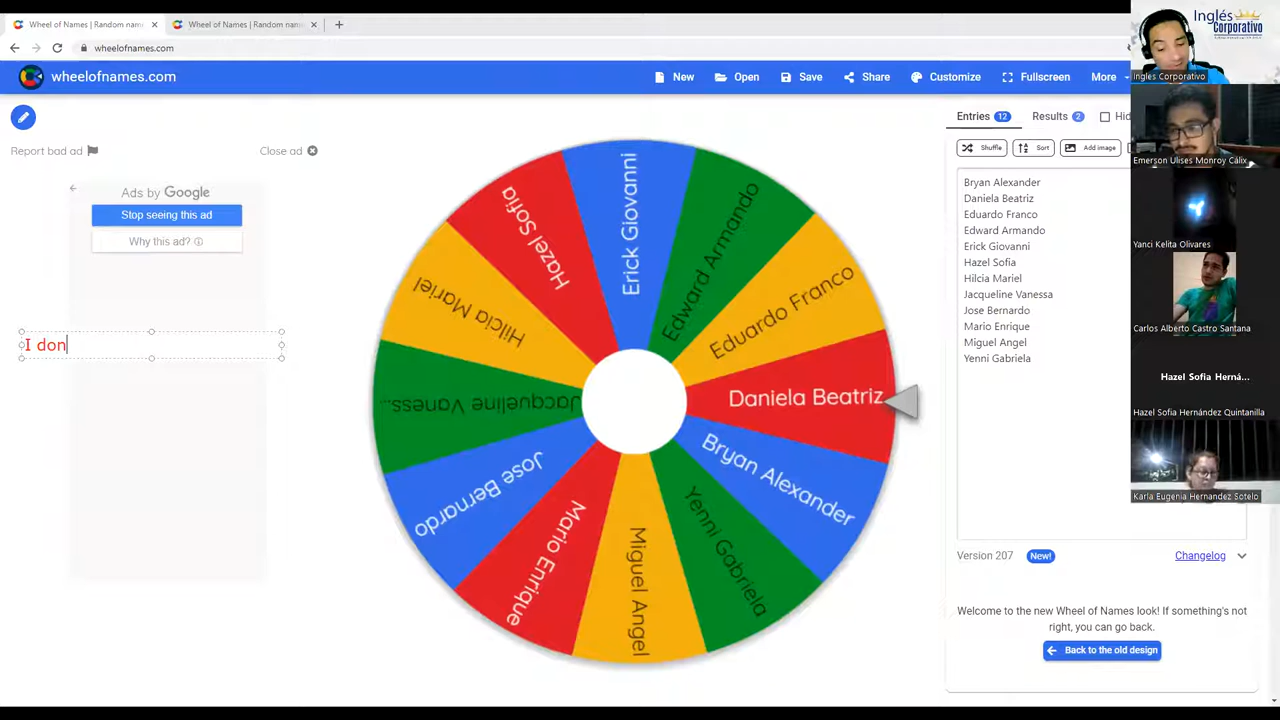 Wheel of Names | Random nam
Wheel of Names | Random nam
wheelofnames.com
wheelofnames.com
New
Open
Save
Share
Customize
Fullscreen
More
Report bad ad
Close ad
Ads by Google
Stop seeing this ad
Why this ad?
I don
Hazel Sofia
Erick Giovanni
Edward Armando
Eduardo Franco
Daniela Beatriz
Bryan Alexander
Yenni Gabriela
Miguel Angel
Mario Enrique
Jose Bernardo
Jacqueline Vaness...
Hilcia Mariel
Entries 12
Results 2
Hid
Shuffle
Sort
Add image
Bryan Alexander
Daniela Beatriz
Eduardo Franco
Edward Armando
Erick Giovanni
Hazel Sofia
Hilcia Mariel
Jacqueline Vanessa
Jose Bernardo
Mario Enrique
Miguel Angel
Yenni Gabriela
Version 207
New!
Changelog
Welcome to the new Wheel of Names look! If something's not
right, you can go back.
Back to the old design
Inglés
Corporativo
Ingles Corporativo
Emerson Ulises Monroy Cálix
Yanci Kelita Olivares
Carlos Alberto Castro Santana
Hazel Sofia Herná...
Hazel Sofia Hernández Quintanilla
Karla Eugenia Hernandez Sotelo